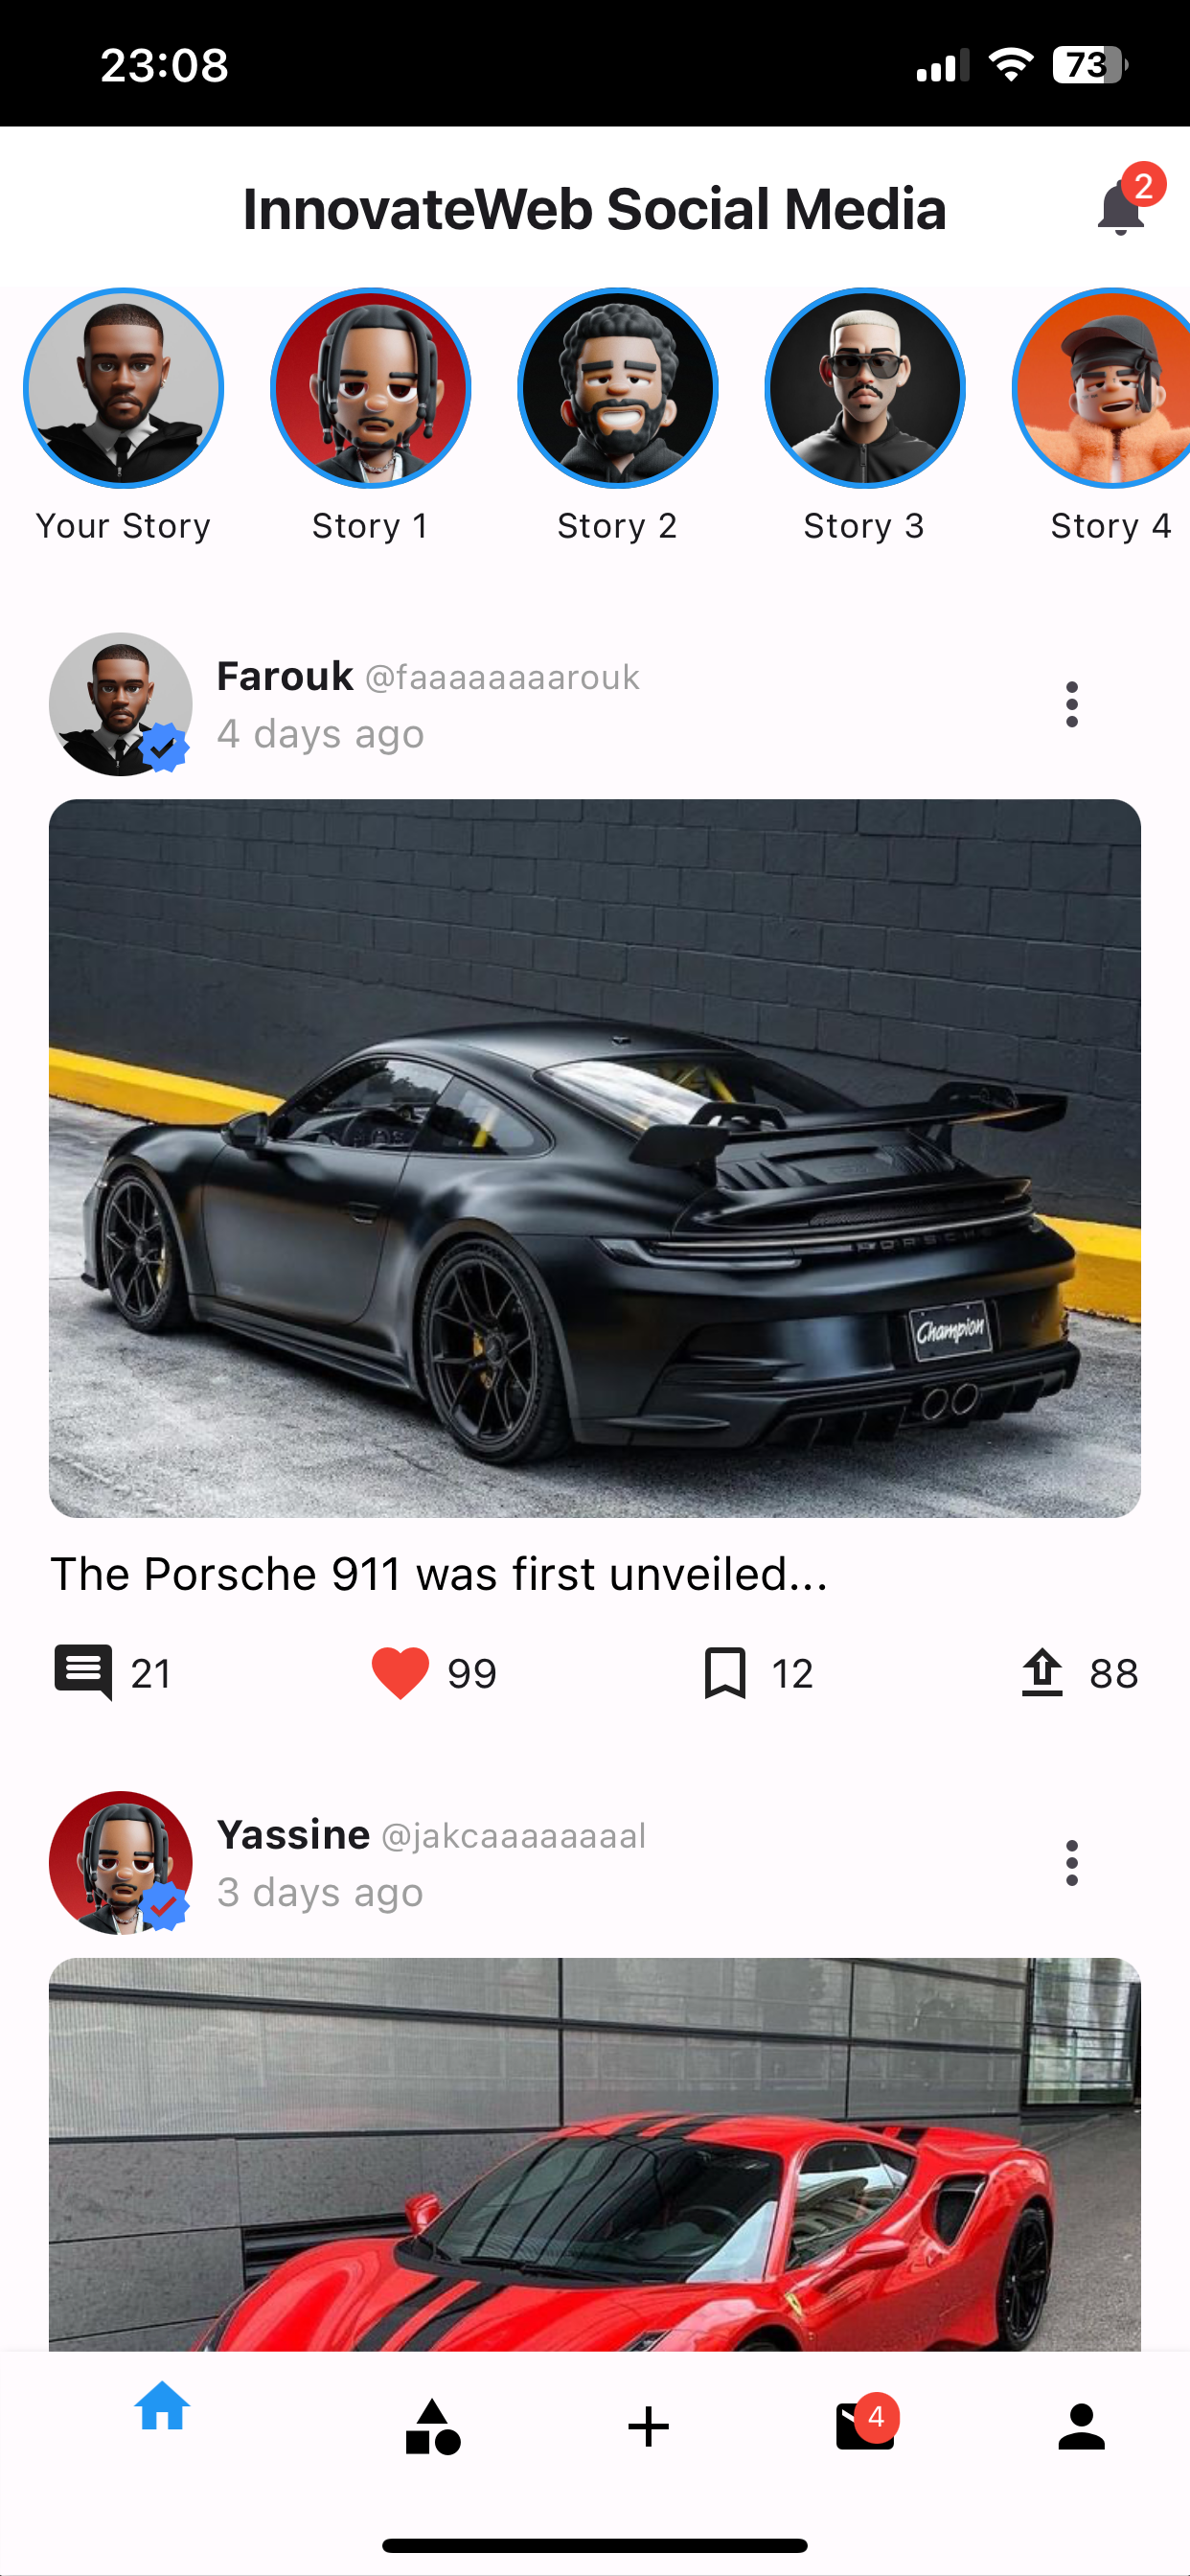 23:08
73
InnovateWeb Social Media
2
Your Story
Story 1
Story 2
Story 3
Story 4
Farouk @faaaaaaaarouk
4 days ago
PORSCHE
Champion
The Porsche 911 was first unveiled...
21
99
12
88
Yassine @jakcaaaaaaaal
3 days ago
4